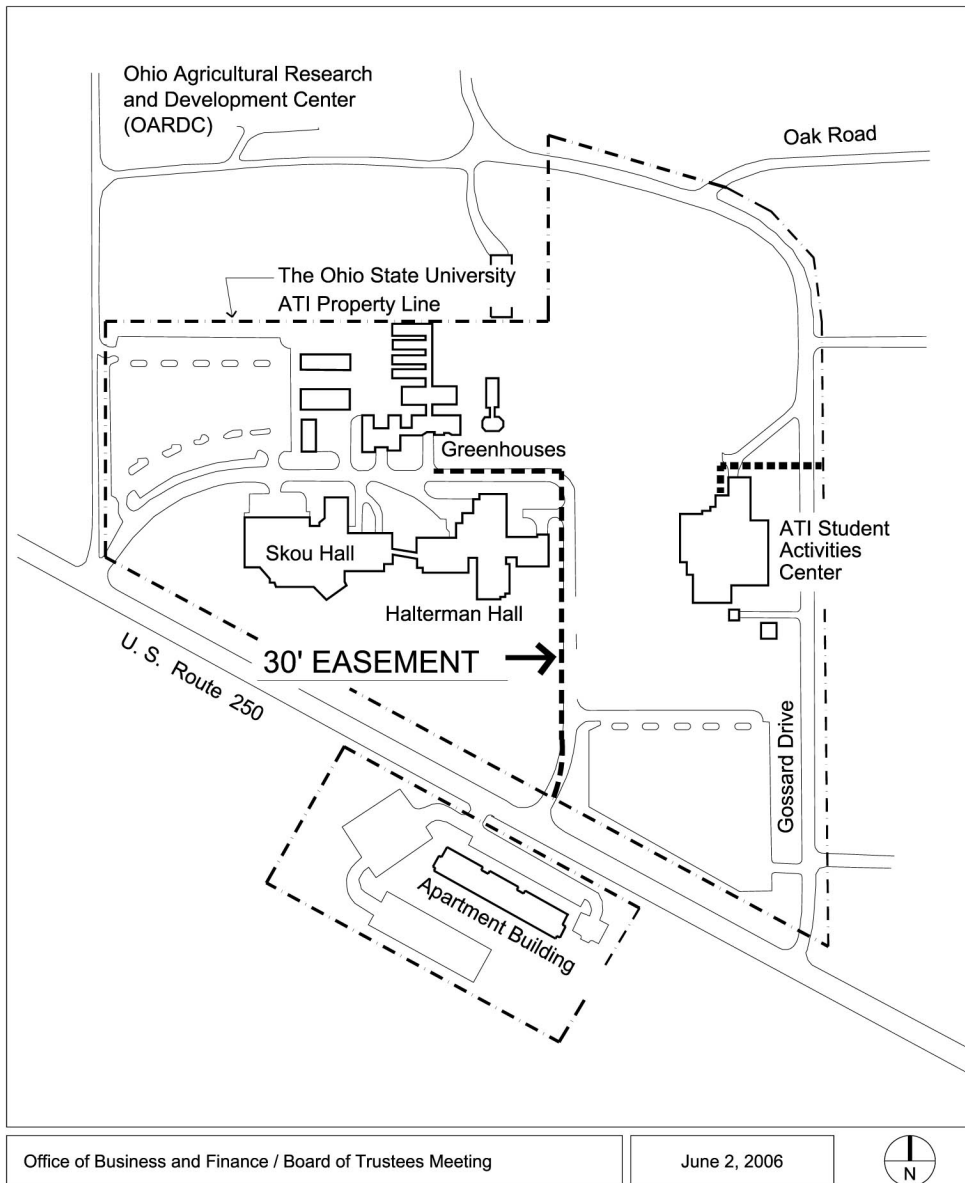 Ohio Agricultural Research
and Development Center
(OARDC)
Oak Road
The Ohio State University
ATI Property Line
Greenhouses
Skou Hall
Halterman Hall
ATI Student
Activities
Center
30' EASEMENT
U. S. Route 250
Gossard Drive
Apartment Building
Office of Business and Finance / Board of Trustees Meeting
June 2, 2006
N